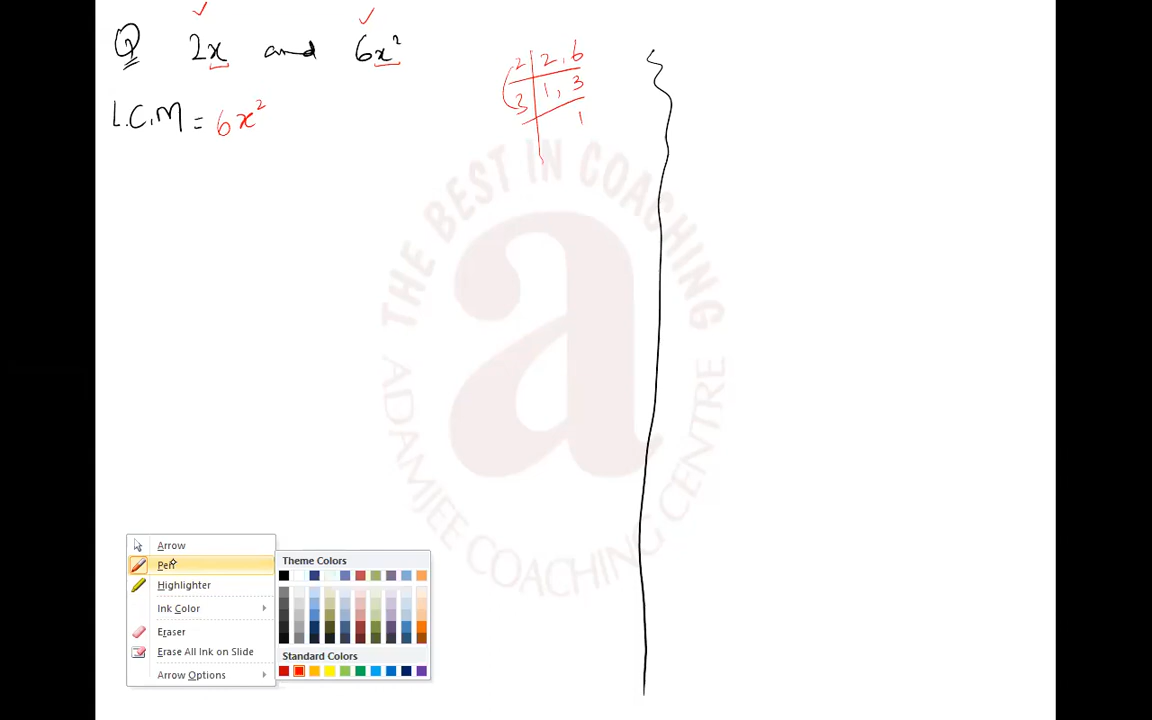 Q 2x and 6x²
L.C.M = 6x²
2 | 2, 6
3 | 1, 3
1
THE BEST IN COACHING
a
ADAMJEE COACHING CENTRE
Arrow
Pen
Highlighter
Ink Color
Eraser
Erase All Ink on Slide
Arrow Options
Theme Colors
Standard Colors